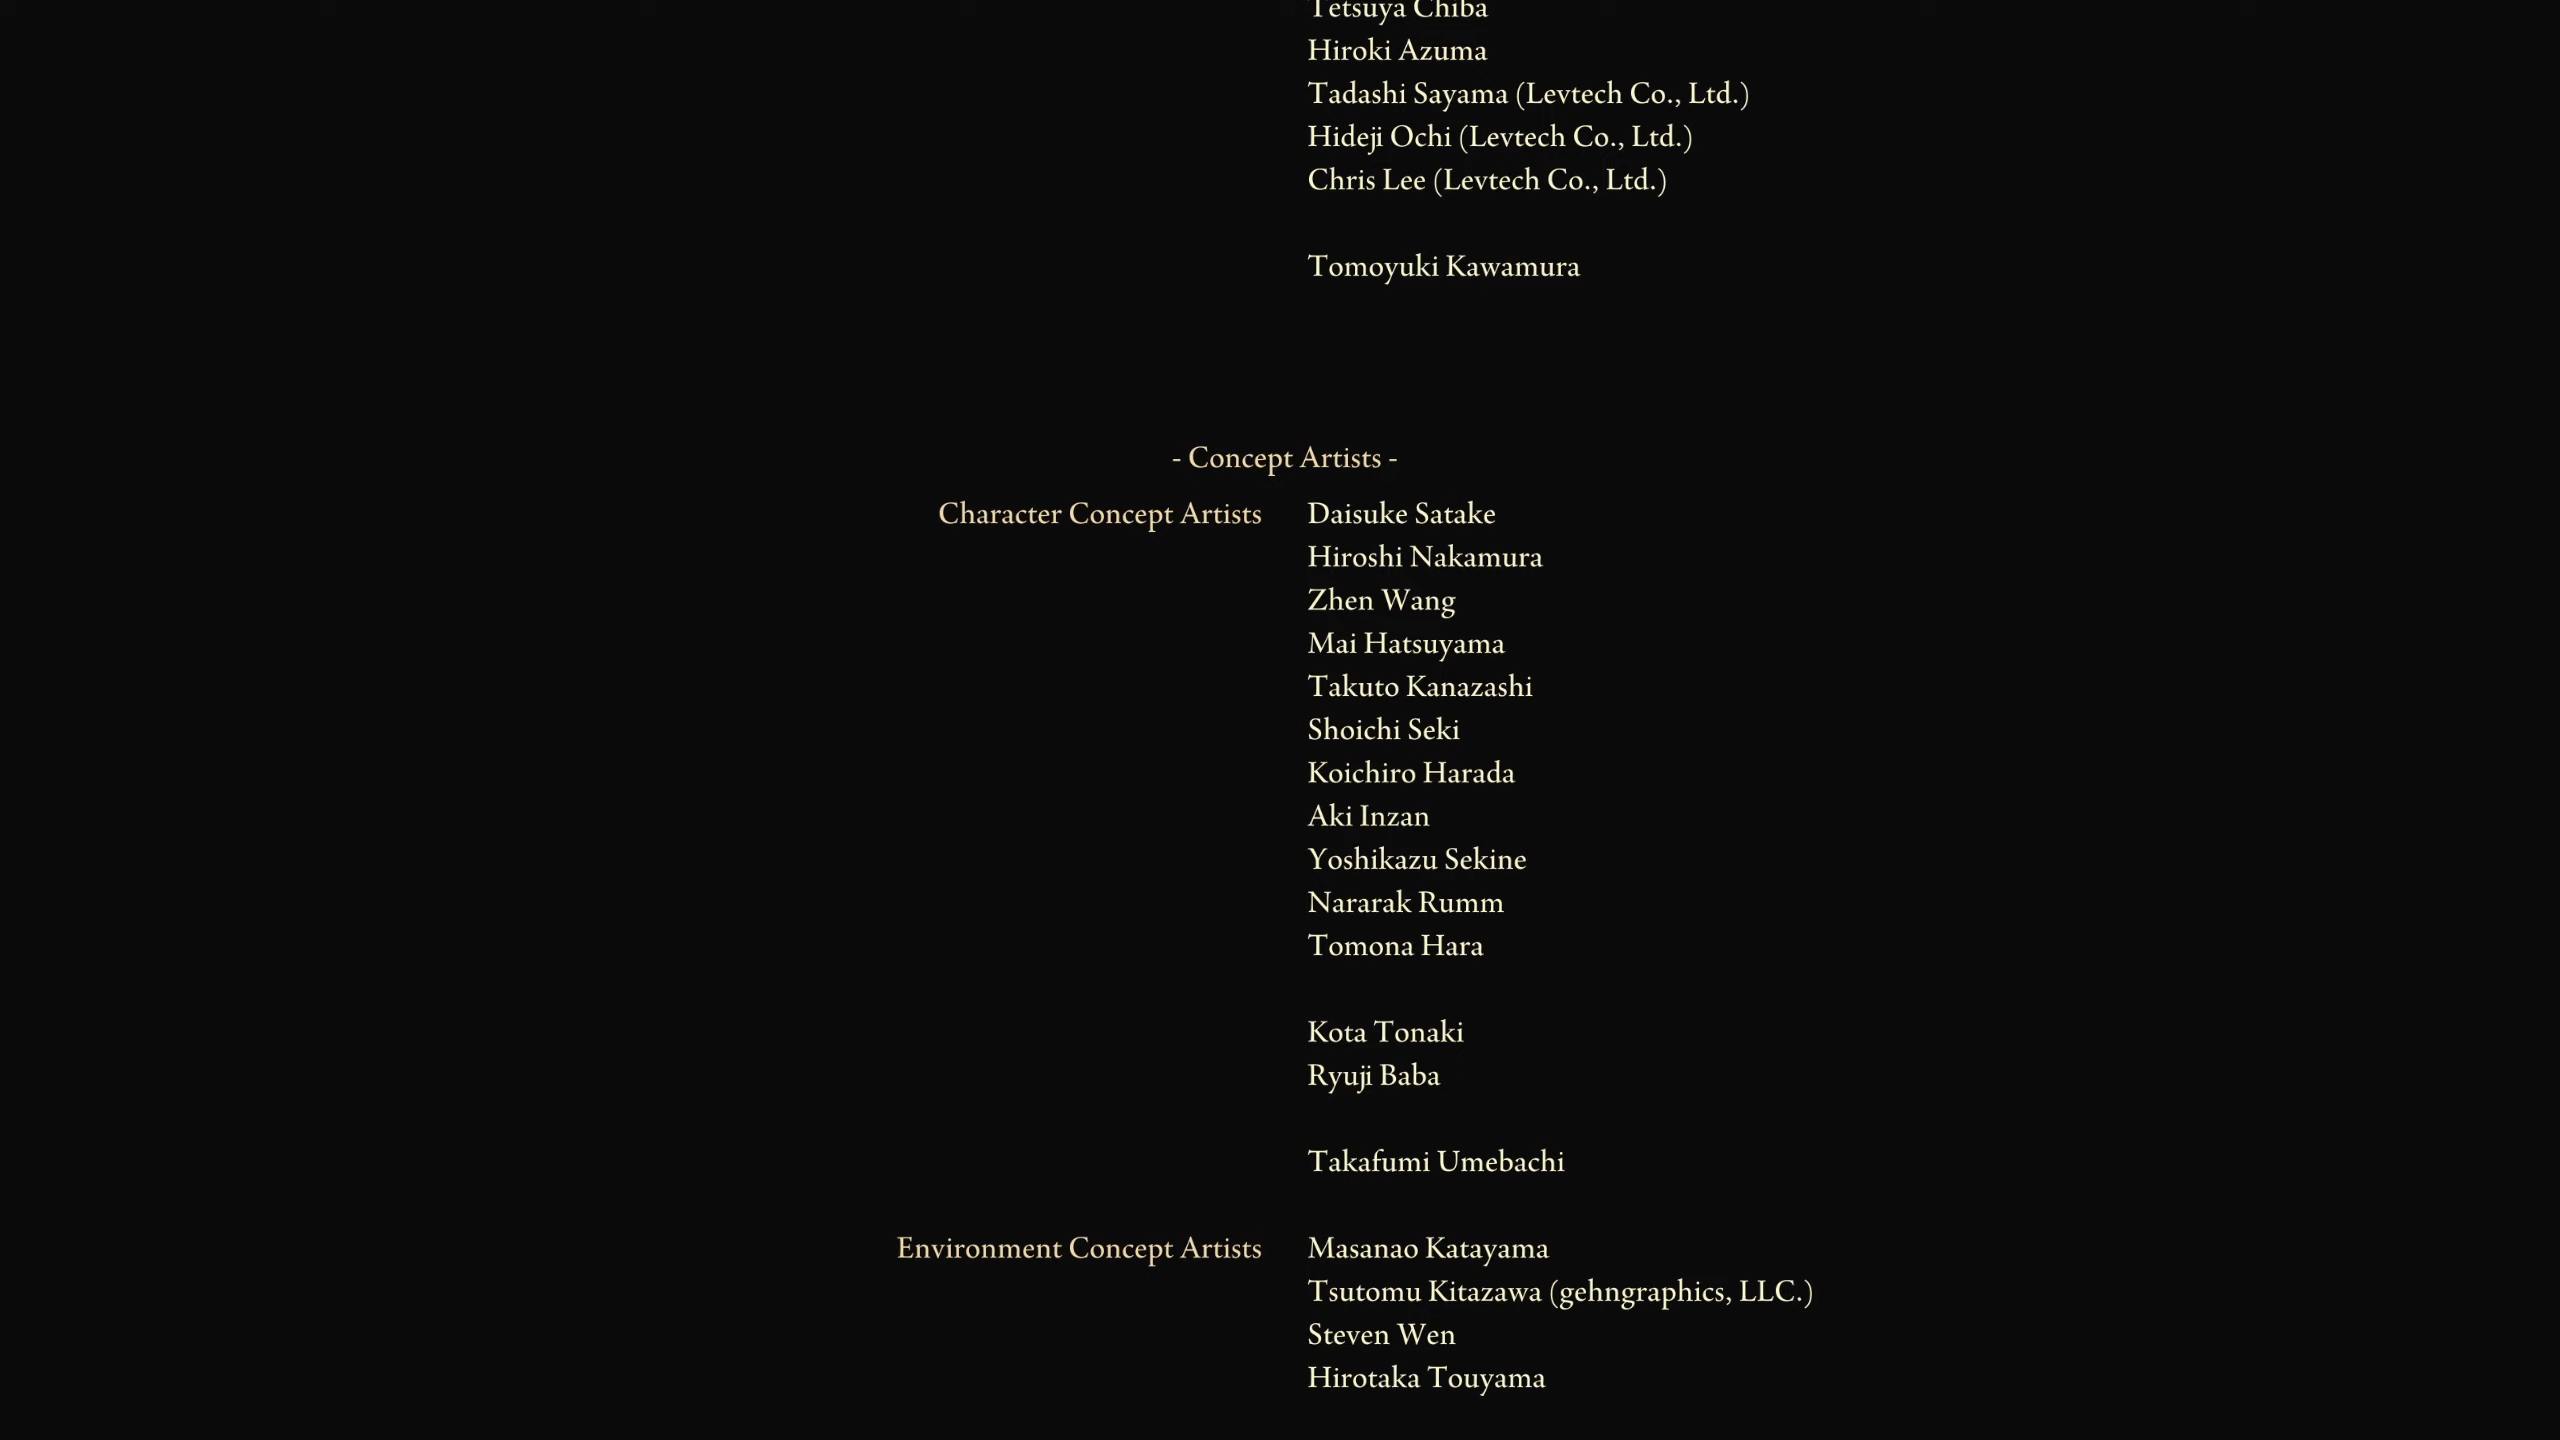 Tetsuya Chiba
Hiroki Azuma
Tadashi Sayama (Levtech Co., Ltd.)
Hideji Ochi (Levtech Co., Ltd.)
Chris Lee (Levtech Co., Ltd.)
Tomoyuki Kawamura
- Concept Artists -
Character Concept Artists Daisuke Satake
Hiroshi Nakamura
Zhen Wang
Mai Hatsuyama
Takuto Kanazashi
Shoichi Seki
Koichiro Harada
Aki Inzan
Yoshikazu Sekine
Nararak Rumm
Tomona Hara
Kota Tonaki
Ryuji Baba
Takafumi Umebachi
Environment Concept Artists Masanao Katayama
Tsutomu Kitazawa (gehngraphics, LLC.)
Steven Wen
Hirotaka Touyama